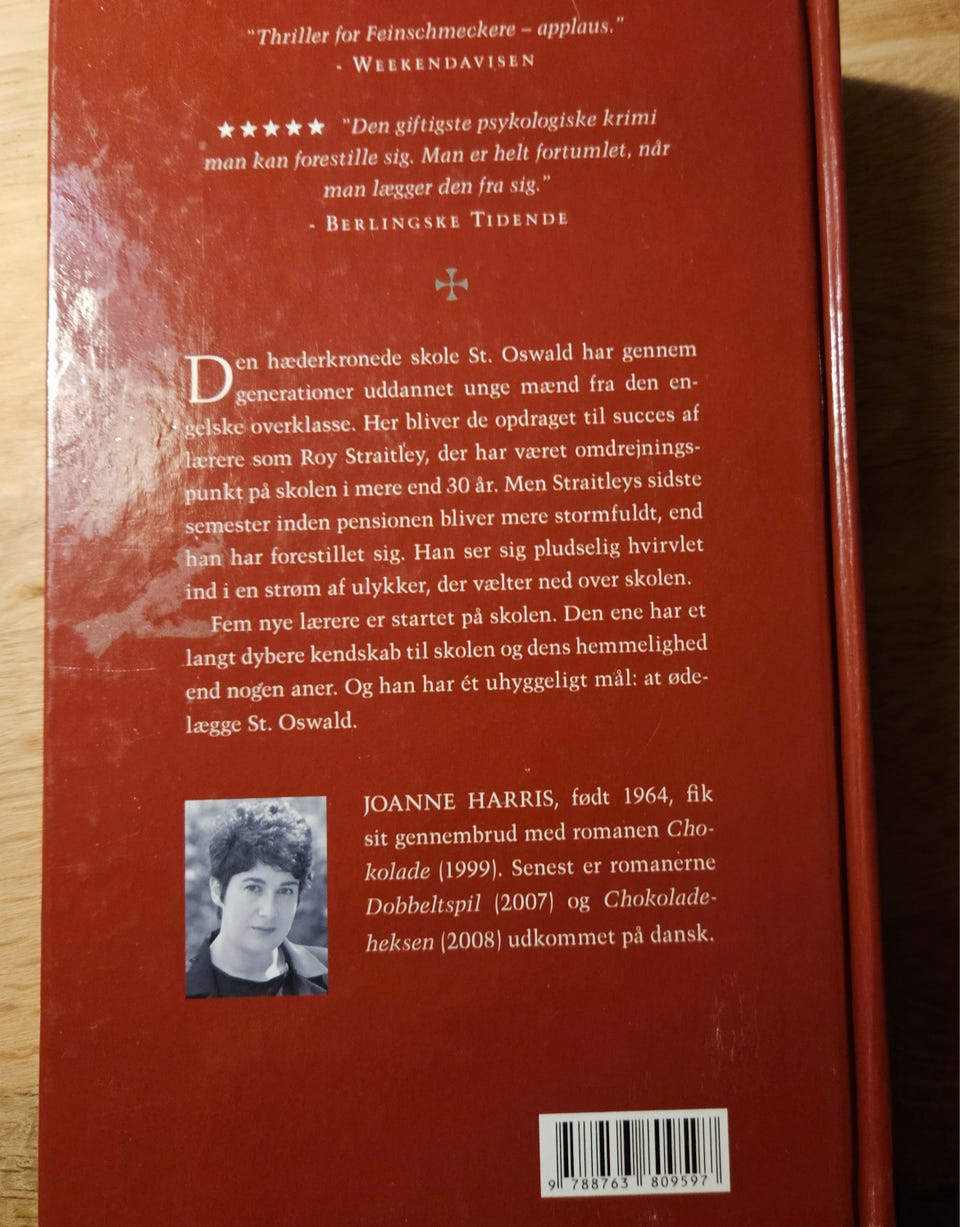 "Thriller for Feinschmeckere – applaus."
- WEEKENDAVISEN
★★★★★ "Den giftigste psykologiske krimi
man kan forestille sig. Man er helt fortumlet, når
man lægger den fra sig."
- BERLINGSKE TIDENDE
Den hæderkronede skole St. Oswald har gennem
generationer uddannet unge mænd fra den en-
gelske overklasse. Her bliver de opdraget til succes af
lærere som Roy Straitley, der har været omdrejnings-
punkt på skolen i mere end 30 år. Men Straitleys sidste
semester inden pensionen bliver mere stormfuldt, end
han har forestillet sig. Han ser sig pludselig hvirvlet
ind i en strøm af ulykker, der vælter ned over skolen.
Fem nye lærere er startet på skolen. Den ene har et
langt dybere kendskab til skolen og dens hemmelighed
end nogen aner. Og han har ét uhyggeligt mål: at øde-
lægge St. Oswald.
JOANNE HARRIS, født 1964, fik
sit gennembrud med romanen Cho-
kolade (1999). Senest er romanerne
Dobbeltspil (2007) og Chokolade-
heksen (2008) udkommet på dansk.
9 788763 809597